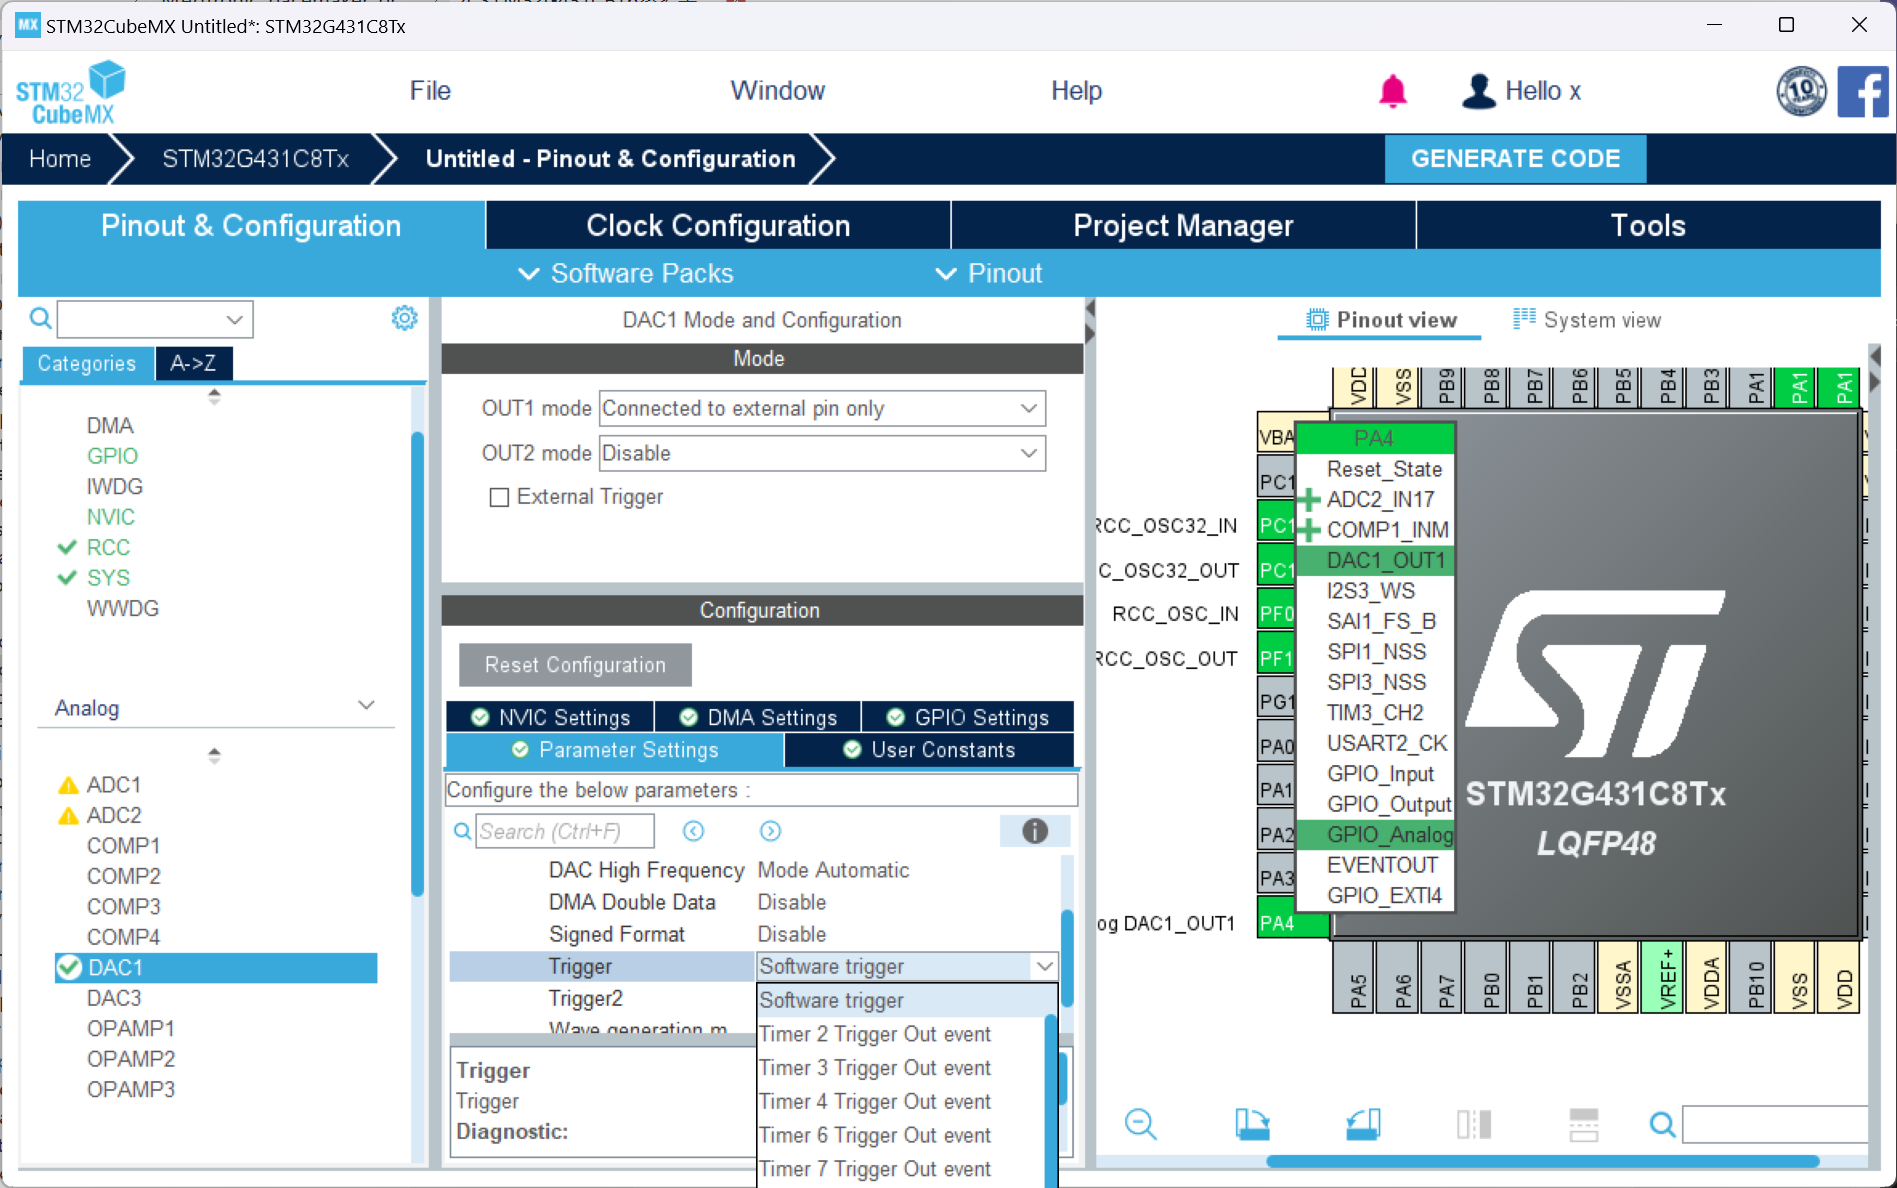 STM32CubeMX Untitled*: STM32G431C8Tx
STM32 CubeMX
File
Window
Help
Hello x
Home
STM32G431C8Tx
Untitled - Pinout & Configuration
GENERATE CODE
Pinout & Configuration
Clock Configuration
Project Manager
Tools
Software Packs
Pinout
Categories
A->Z
DMA
GPIO
IWDG
NVIC
RCC
SYS
WWDG
Analog
ADC1
ADC2
COMP1
COMP2
COMP3
COMP4
DAC1
DAC3
OPAMP1
OPAMP2
OPAMP3
DAC1 Mode and Configuration
Mode
OUT1 mode Connected to external pin only
OUT2 mode Disable
External Trigger
Configuration
Reset Configuration
NVIC Settings
DMA Settings
GPIO Settings
Parameter Settings
User Constants
Configure the below parameters :
Search (Ctrl+F)
DAC High Frequency Mode Automatic
DMA Double Data Disable
Signed Format Disable
Trigger Software trigger
Trigger2
Wave generation m
Software trigger
Timer 2 Trigger Out event
Timer 3 Trigger Out event
Timer 4 Trigger Out event
Timer 6 Trigger Out event
Timer 7 Trigger Out event
Trigger
Trigger
Diagnostic:
Pinout view
System view
VDD
VSS
PB9
PB8
PB7
PB6
PB5
PB4
PB3
PA1
PA1
PA1
VBA
PC1
RCC_OSC32_IN PC1
C_OSC32_OUT PC1
RCC_OSC_IN PF0
RCC_OSC_OUT PF1
PG1
PA0
PA1
PA2
PA3
og DAC1_OUT1 PA4
PA4
Reset_State
ADC2_IN17
COMP1_INM
DAC1_OUT1
I2S3_WS
SAI1_FS_B
SPI1_NSS
SPI3_NSS
TIM3_CH2
USART2_CK
GPIO_Input
GPIO_Output
GPIO_Analog
EVENTOUT
GPIO_EXTI4
STM32G431C8Tx
LQFP48
PA5
PA6
PA7
PB0
PB1
PB2
VSSA
VREF+
VDDA
PB10
VSS
VDD